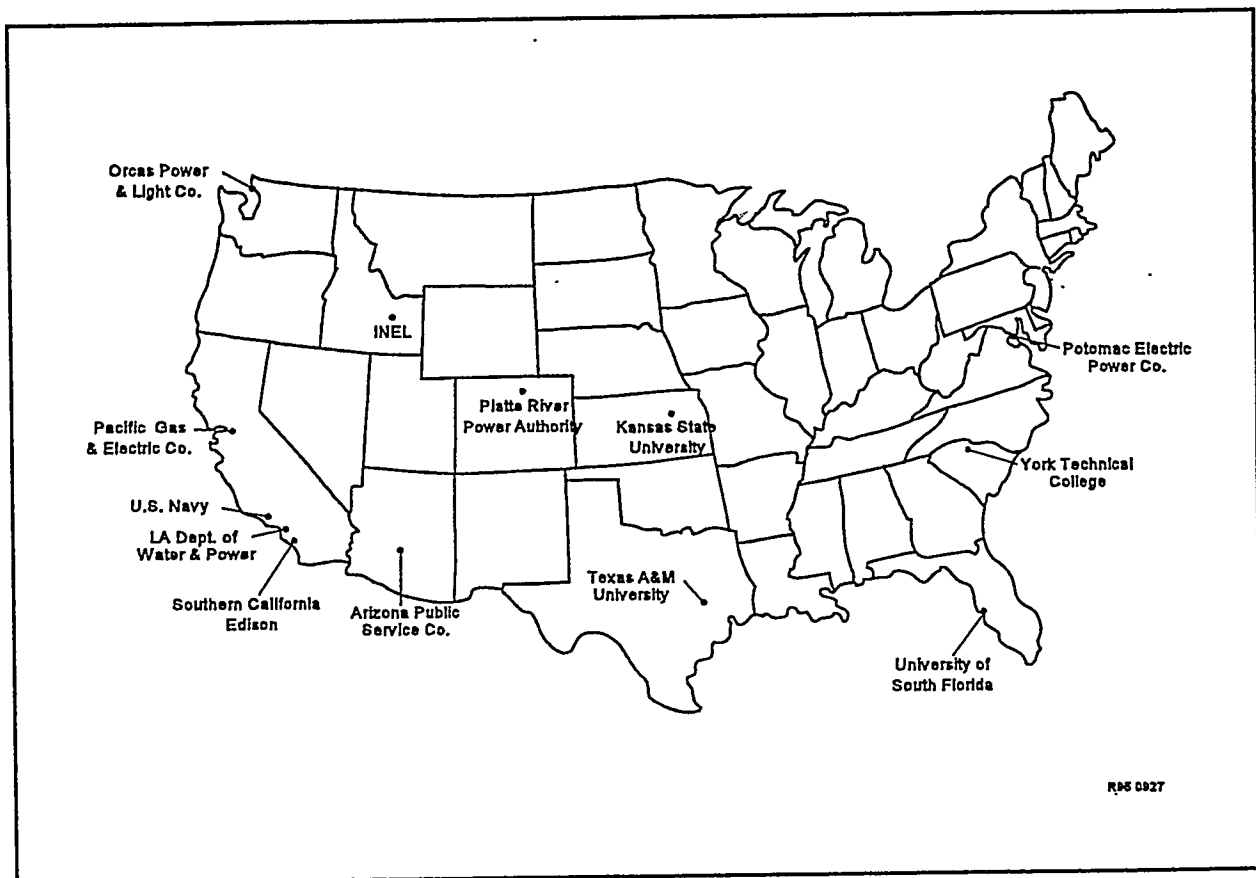 Orcas Power
& Light Co.
INEL
Potomac Electric
Power Co.
Platte River
Power Authority
Kansas State
University
Pacific Gas
& Electric Co.
York Technical
College
U.S. Navy
LA Dept. of
Water & Power
Southern California
Edison
Arizona Public
Service Co.
Texas A&M
University
University of
South Florida
R95 0927